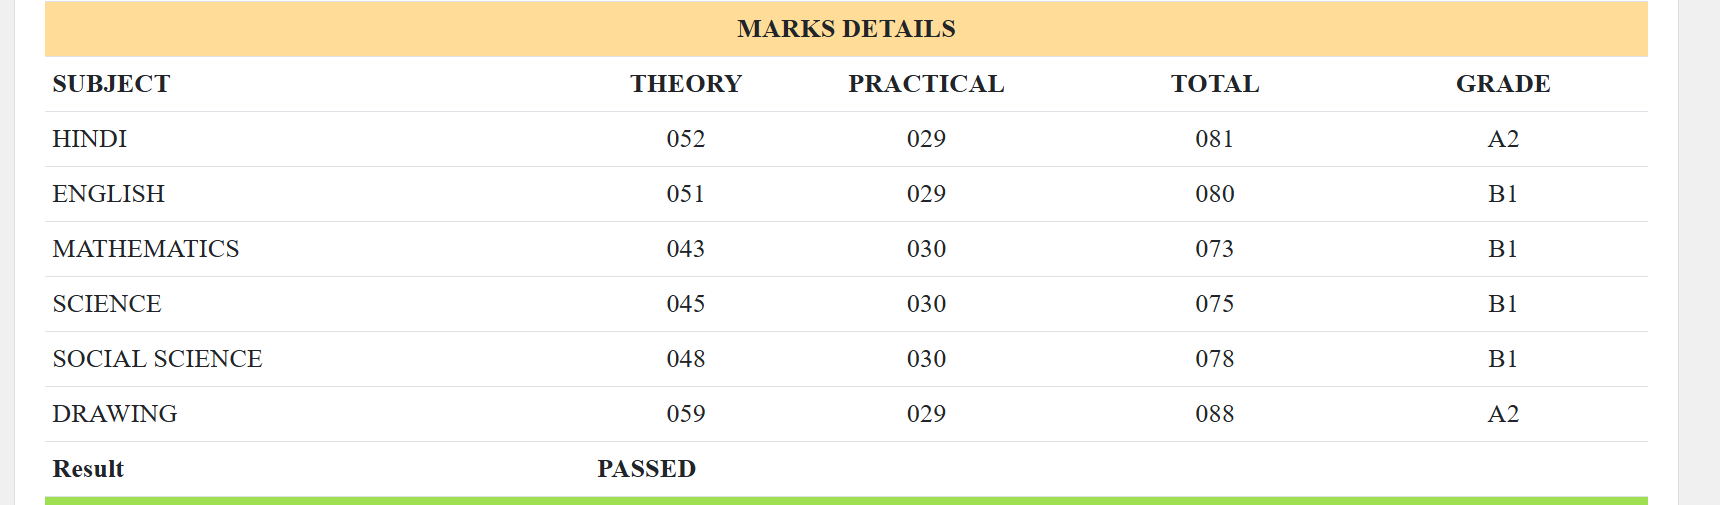 MARKS DETAILS
SUBJECT THEORY PRACTICAL TOTAL GRADE
HINDI 052 029 081 A2
ENGLISH 051 029 080 B1
MATHEMATICS 043 030 073 B1
SCIENCE 045 030 075 B1
SOCIAL SCIENCE 048 030 078 B1
DRAWING 059 029 088 A2
Result PASSED